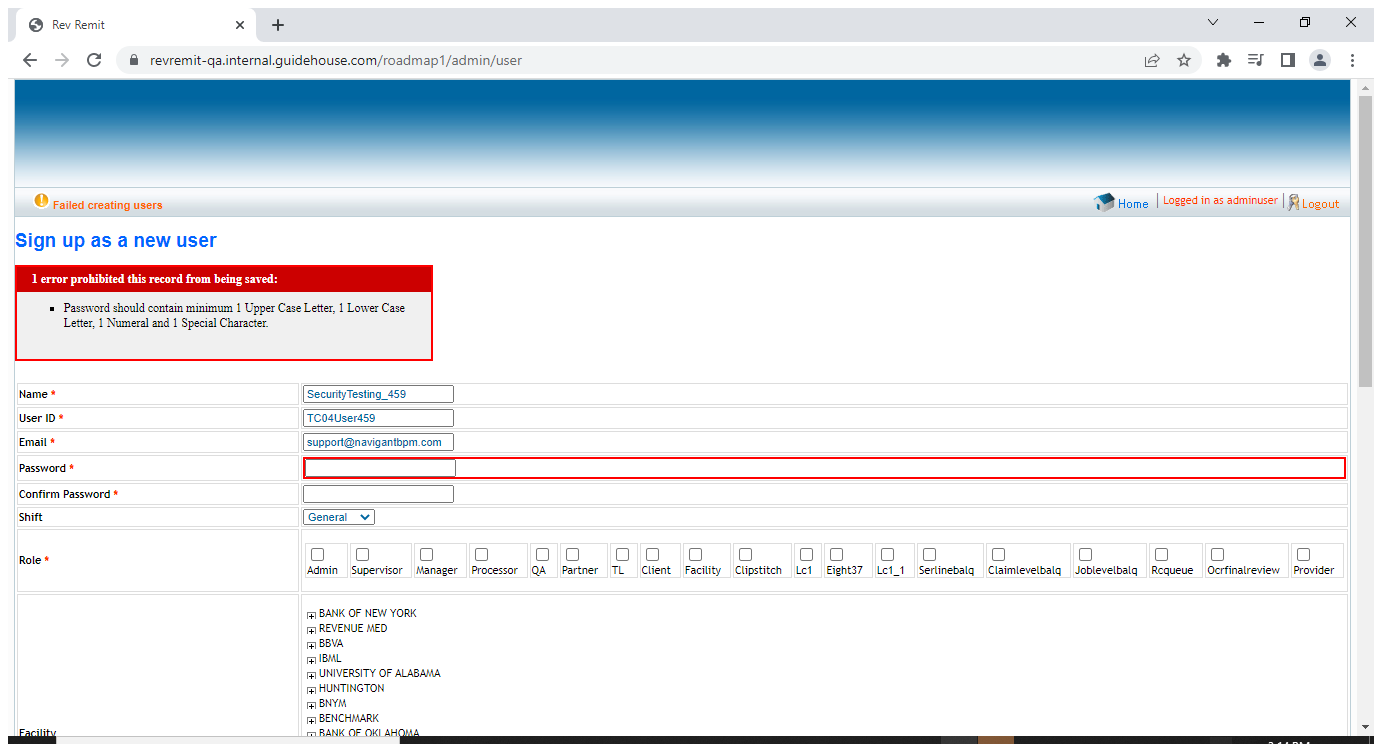 Rev Remit
revremit-qa.internal.guidehouse.com/roadmap1/admin/user
Failed creating users
Home
Logged in as adminuser
Logout
Sign up as a new user
1 error prohibited this record from being saved:
Password should contain minimum 1 Upper Case Letter, 1 Lower Case
Letter, 1 Numeral and 1 Special Character.
Name * SecurityTesting_459
User ID * TC04User459
Email * support@navigantbpm.com
Password *
Confirm Password *
Shift General
Role *
Admin Supervisor Manager Processor QA Partner TL Client Facility Clipstitch Lc1 Eight37 Lc1_1 Serlinebalq Claimlevelbalq Joblevelbalq Rcqueue Ocrfinalreview Provider
BANK OF NEW YORK
REVENUE MED
BBVA
IBML
UNIVERSITY OF ALABAMA
HUNTINGTON
BNYM
BENCHMARK
Facility BANK OF OKLAHOMA